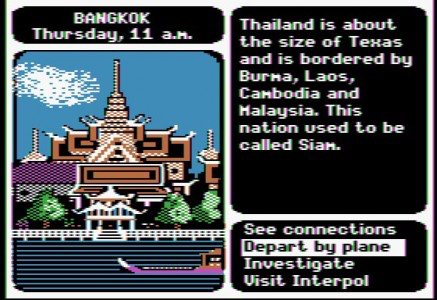 BANGKOK
Thursday, 11 a.m.
Thailand is about
the size of Texas
and is bordered by
Burma, Laos,
Cambodia and
Malaysia. This
nation used to be
called Siam.
See connections
Depart by plane
Investigate
Visit Interpol